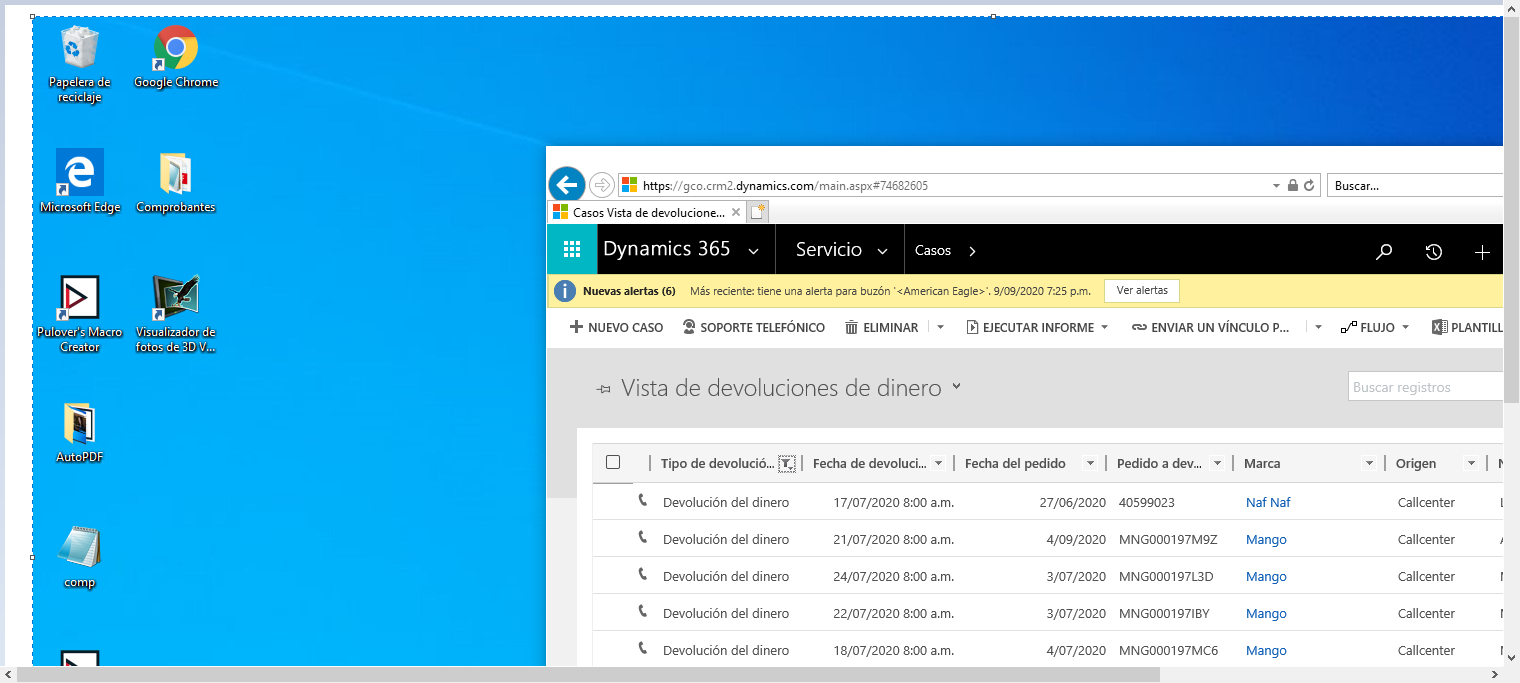 Papelera de
reciclaje
Google Chrome
Microsoft Edge
Comprobantes
Pulover's Macro
Creator
Visualizador de
fotos de 3D V...
AutoPDF
comp
https://gco.crm2.dynamics.com/main.aspx#74682605
Buscar...
Casos Vista de devolucione...
Dynamics 365
Servicio
Casos
Nuevas alertas (6) Más reciente: tiene una alerta para buzón '<American Eagle>'. 9/09/2020 7:25 p.m. Ver alertas
NUEVO CASO SOPORTE TELEFÓNICO ELIMINAR EJECUTAR INFORME ENVIAR UN VÍNCULO P... FLUJO PLANTILL
Vista de devoluciones de dinero
Buscar registros
Tipo de devolució... Fecha de devoluci... Fecha del pedido Pedido a dev... Marca Origen
Devolución del dinero 17/07/2020 8:00 a.m. 27/06/2020 40599023 Naf Naf Callcenter
Devolución del dinero 21/07/2020 8:00 a.m. 4/09/2020 MNG000197M9Z Mango Callcenter
Devolución del dinero 24/07/2020 8:00 a.m. 3/07/2020 MNG000197L3D Mango Callcenter
Devolución del dinero 22/07/2020 8:00 a.m. 3/07/2020 MNG000197IBY Mango Callcenter
Devolución del dinero 18/07/2020 8:00 a.m. 4/07/2020 MNG000197MC6 Mango Callcenter